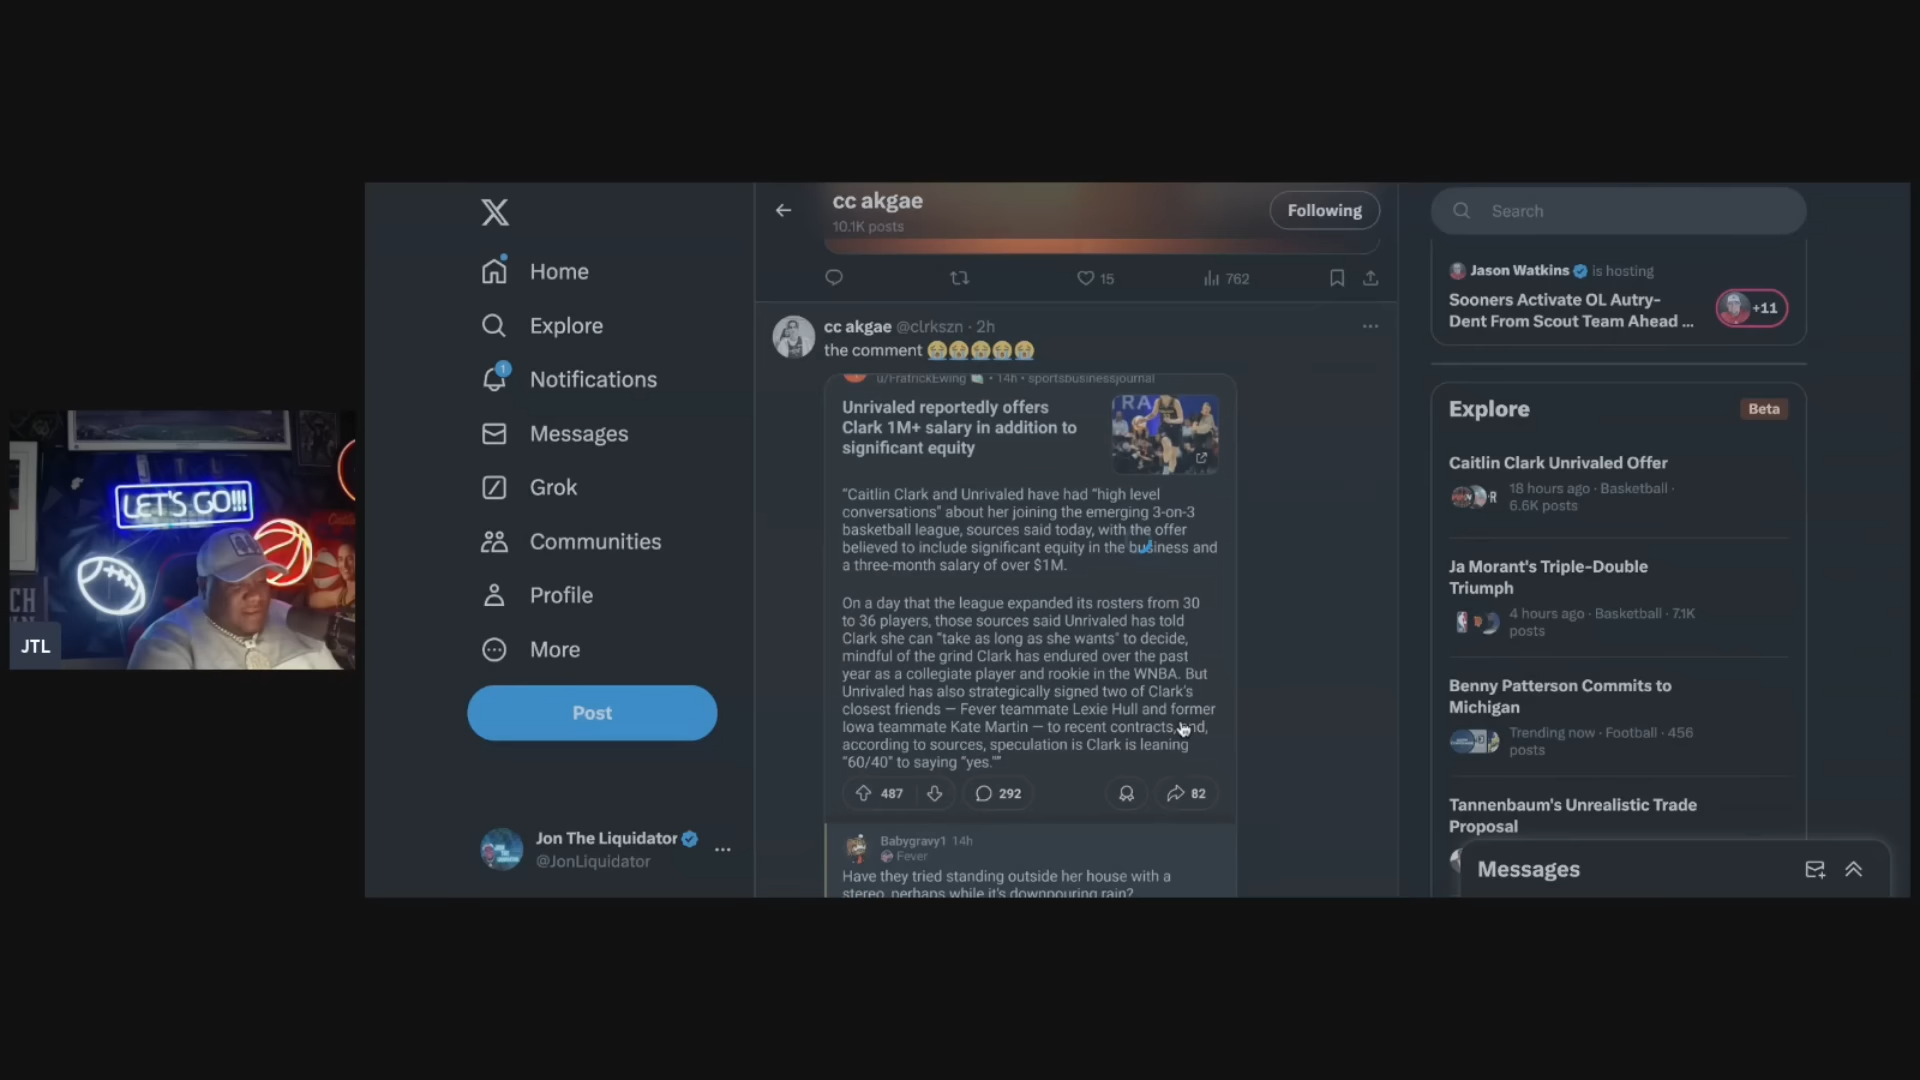 LET'S GO!!!
JTL
Home
Explore
1
Notifications
Messages
Grok
Communities
Profile
More
Post
Jon The Liquidator
@JonLiquidator
cc akgae
10.1K posts
Following
15
762
cc akgae @clrkszn · 2h
the comment 😭😭😭😭😭
u/FratrickEwing · 14h · sportsbusinessjournal
Unrivaled reportedly offers
Clark 1M+ salary in addition to
significant equity
"Caitlin Clark and Unrivaled have had "high level
conversations" about her joining the emerging 3-on-3
basketball league, sources said today, with the offer
believed to include significant equity in the business and
a three-month salary of over $1M.
On a day that the league expanded its rosters from 30
to 36 players, those sources said Unrivaled has told
Clark she can "take as long as she wants" to decide,
mindful of the grind Clark has endured over the past
year as a collegiate player and rookie in the WNBA. But
Unrivaled has also strategically signed two of Clark's
closest friends — Fever teammate Lexie Hull and former
Iowa teammate Kate Martin — to recent contracts, and,
according to sources, speculation is Clark is leaning
"60/40" to saying "yes.""
487
292
82
Babygravy1 14h
Fever
Have they tried standing outside her house with a
stereo, perhaps while it's downpouring rain?
Search
Jason Watkins is hosting
Sooners Activate OL Autry-
Dent From Scout Team Ahead ...
+11
Explore
Beta
Caitlin Clark Unrivaled Offer
18 hours ago · Basketball ·
6.6K posts
Ja Morant's Triple-Double
Triumph
4 hours ago · Basketball · 7.1K
posts
Benny Patterson Commits to
Michigan
Trending now · Football · 456
posts
Tannenbaum's Unrealistic Trade
Proposal
Messages